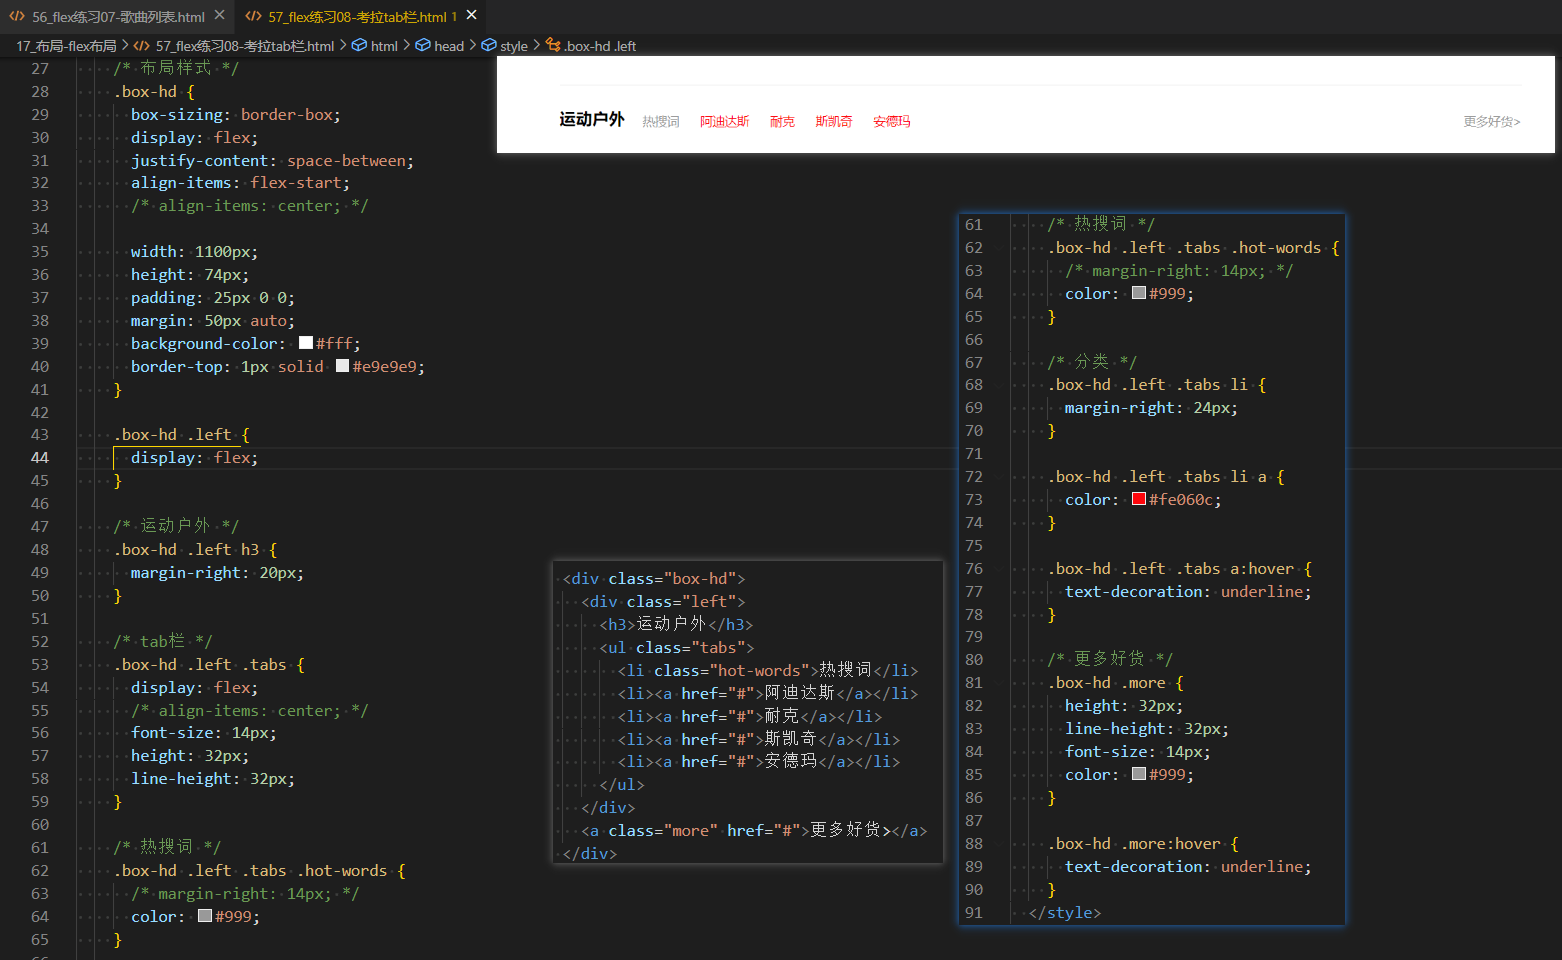 56_flex练习07-歌曲列表.html
57_flex练习08-考拉tab栏.html 1
17_布局-flex布局 > 57_flex练习08-考拉tab栏.html > html > head > style > .box-hd .left
27 /* 布局样式 */
28 .box-hd {
29 box-sizing: border-box;
30 display: flex;
31 justify-content: space-between;
32 align-items: flex-start;
33 /* align-items: center; */
34
35 width: 1100px;
36 height: 74px;
37 padding: 25px 0 0;
38 margin: 50px auto;
39 background-color: #fff;
40 border-top: 1px solid #e9e9e9;
41 }
42
43 .box-hd .left {
44 display: flex;
45 }
46
47 /* 运动户外 */
48 .box-hd .left h3 {
49 margin-right: 20px;
50 }
51
52 /* tab栏 */
53 .box-hd .left .tabs {
54 display: flex;
55 /* align-items: center; */
56 font-size: 14px;
57 height: 32px;
58 line-height: 32px;
59 }
60
61 /* 热搜词 */
62 .box-hd .left .tabs .hot-words {
63 /* margin-right: 14px; */
64 color: #999;
65 }
运动户外 热搜词 阿迪达斯 耐克 斯凯奇 安德玛 更多好货>
<div class="box-hd">
<div class="left">
<h3>运动户外</h3>
<ul class="tabs">
<li class="hot-words">热搜词</li>
<li><a href="#">阿迪达斯</a></li>
<li><a href="#">耐克</a></li>
<li><a href="#">斯凯奇</a></li>
<li><a href="#">安德玛</a></li>
</ul>
</div>
<a class="more" href="#">更多好货></a>
</div>
61 /* 热搜词 */
62 .box-hd .left .tabs .hot-words {
63 /* margin-right: 14px; */
64 color: #999;
65 }
66
67 /* 分类 */
68 .box-hd .left .tabs li {
69 margin-right: 24px;
70 }
71
72 .box-hd .left .tabs li a {
73 color: #fe060c;
74 }
75
76 .box-hd .left .tabs a:hover {
77 text-decoration: underline;
78 }
79
80 /* 更多好货 */
81 .box-hd .more {
82 height: 32px;
83 line-height: 32px;
84 font-size: 14px;
85 color: #999;
86 }
87
88 .box-hd .more:hover {
89 text-decoration: underline;
90 }
91 </style>